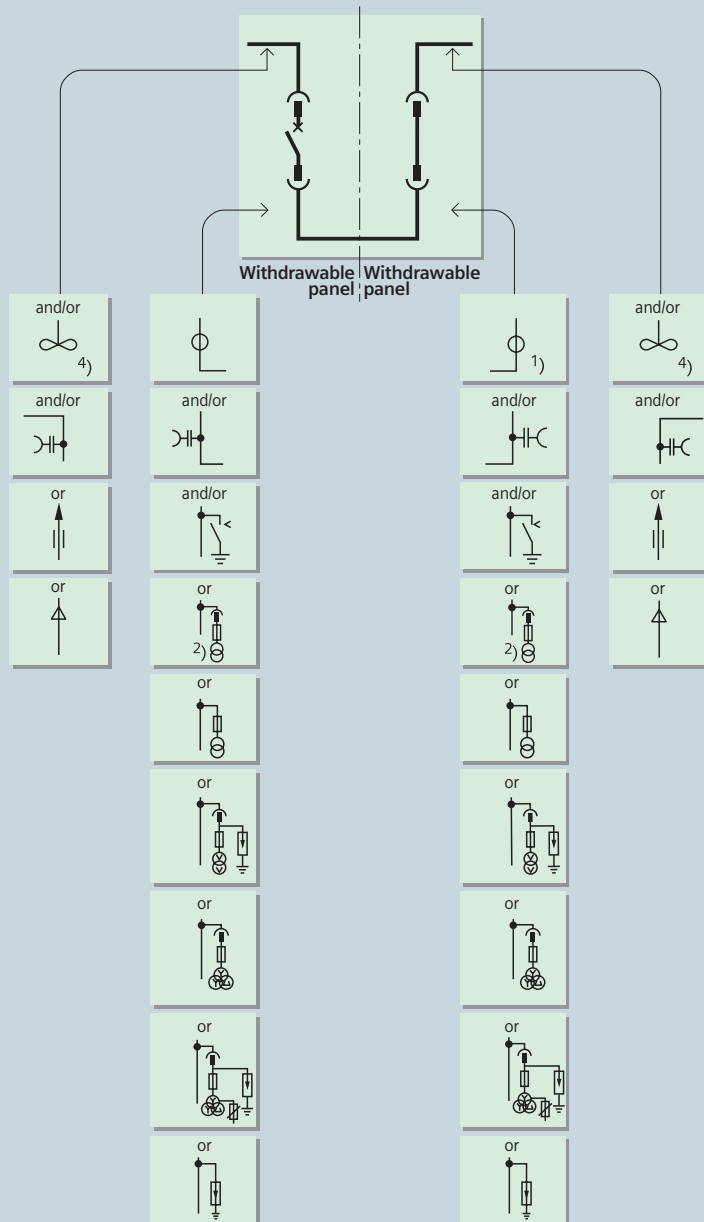 Withdrawable Withdrawable
panel panel
and/or
4)
1)
and/or
4)
and/or
and/or
and/or
and/or
or
and/or
and/or
or
or
or
2)
or
2)
or
or
or
or
or
or
or
or
or
or
or